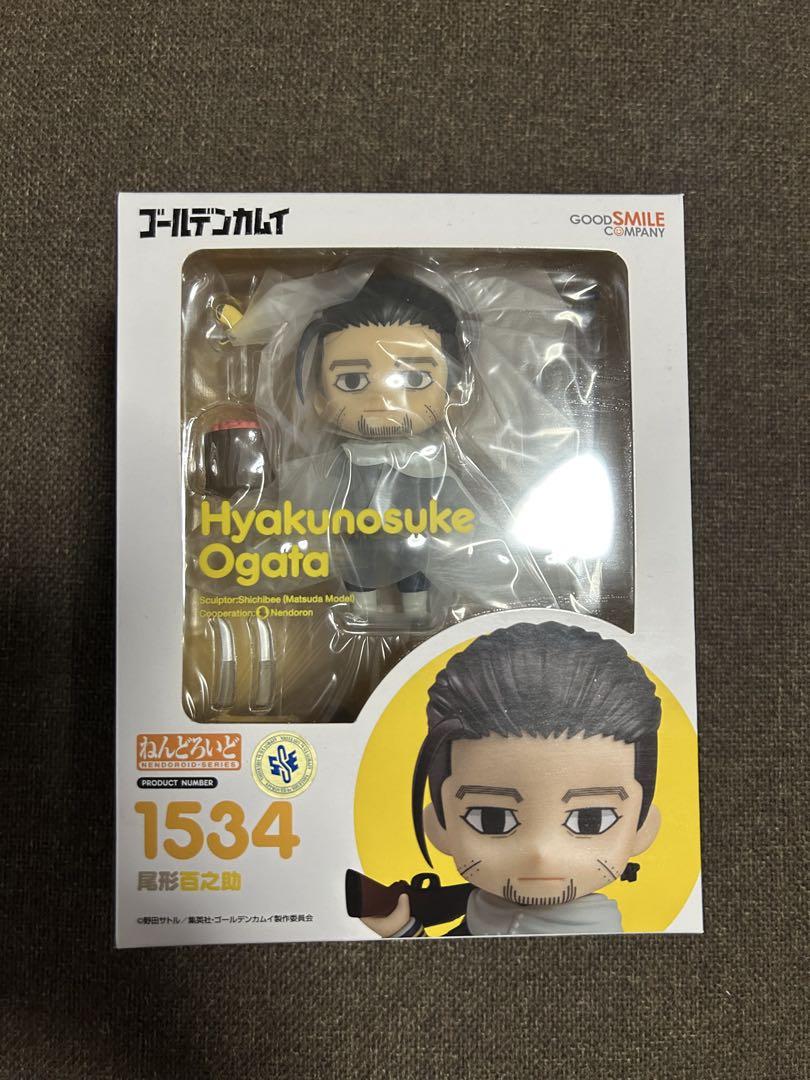 ゴールデンカムイ
GOOD SMILE
COMPANY
Hyakunosuke
Ogata
Sculptor:Shichibee (Matsuda Model)
Cooperation: Nendoron
ねんどろいど
NENDOROID-SERIES
PRODUCT NUMBER
1534
尾形百之助
©野田サトル／集英社・ゴールデンカムイ製作委員会